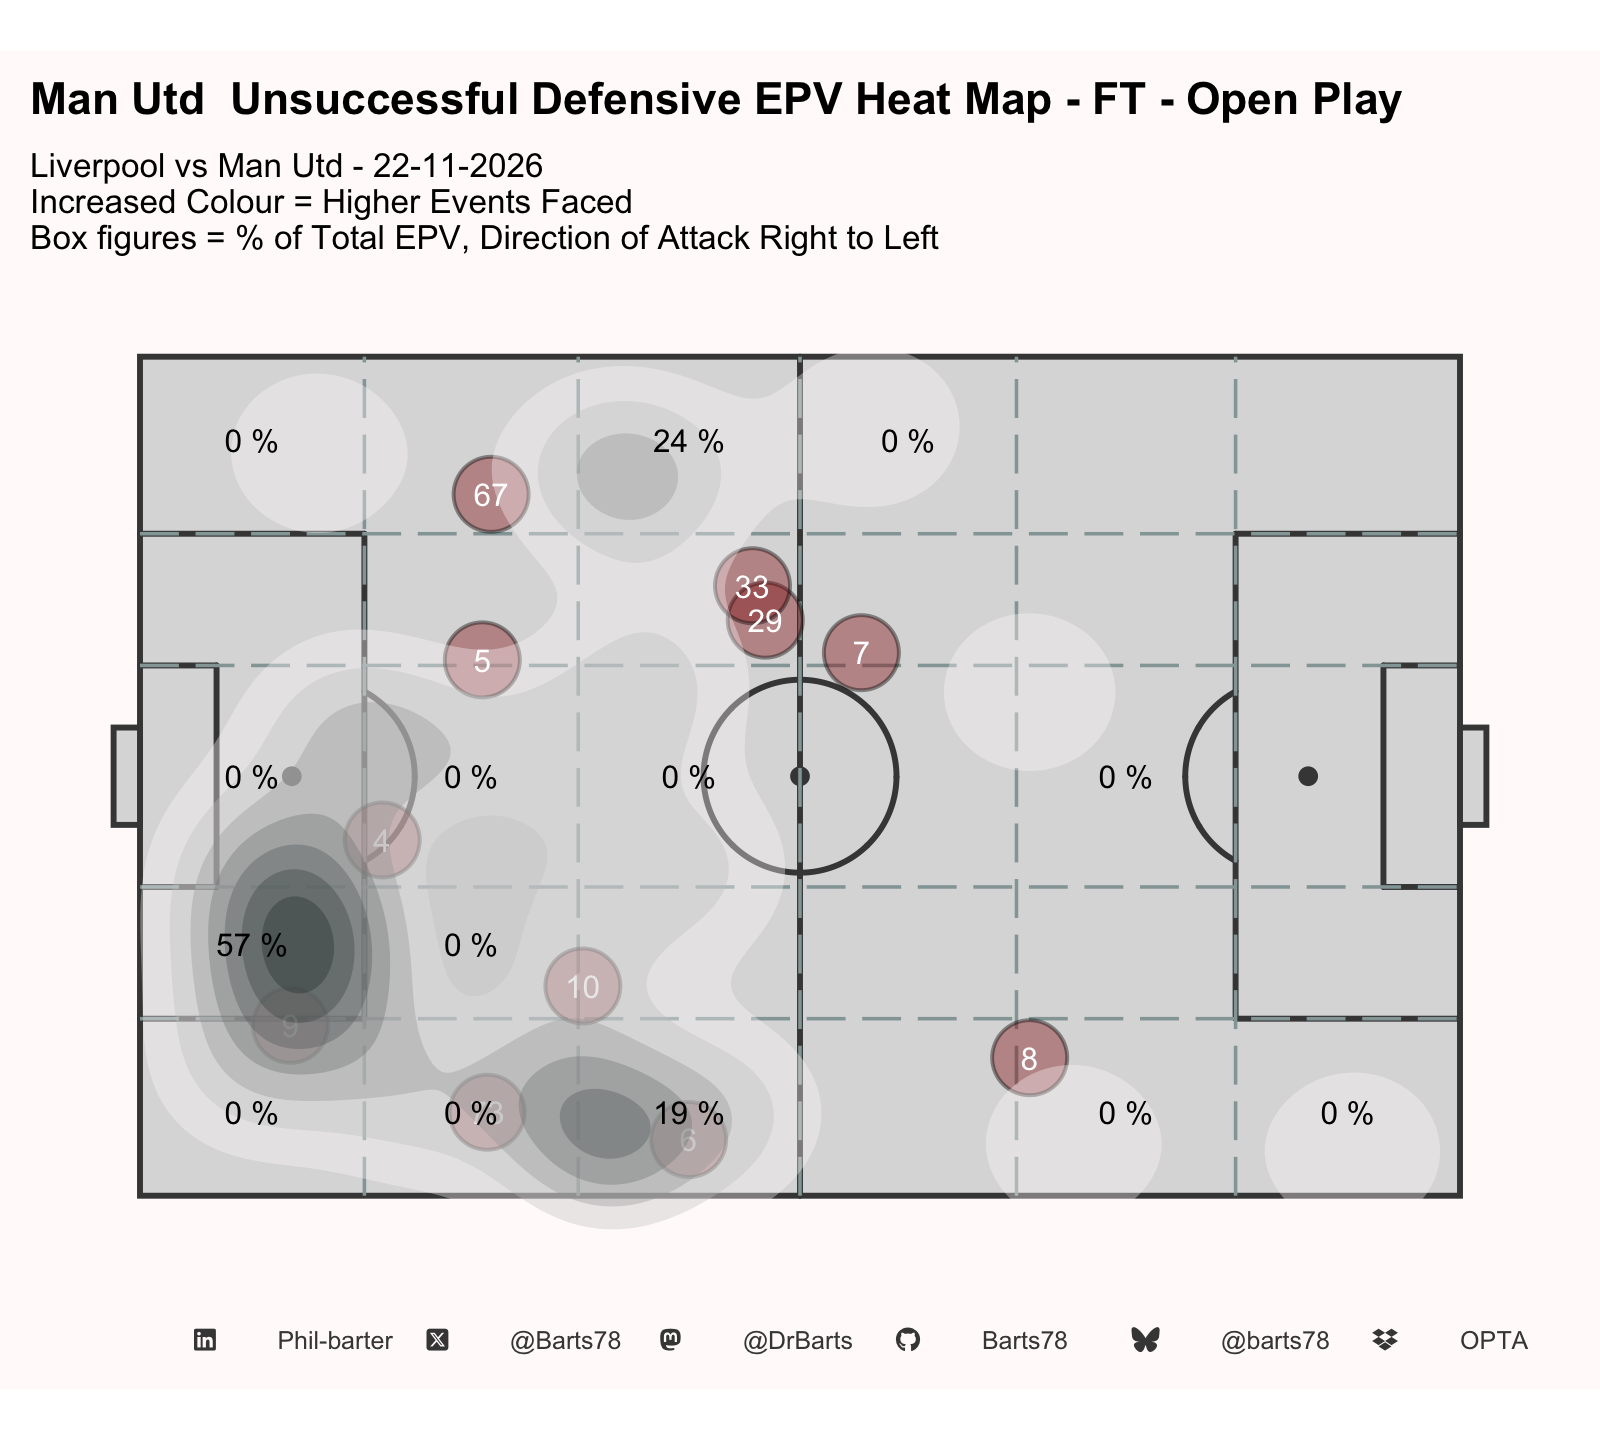 Man Utd  Unsuccessful Defensive EPV Heat Map - FT - Open Play
Liverpool vs Man Utd - 22-11-2026
Increased Colour = Higher Events Faced
Box figures = % of Total EPV, Direction of Attack Right to Left
0 %
24 %
0 %
67
33
29
7
5
0 %
0 %
0 %
0 %
4
57 %
0 %
10
9
8
0 %
0 %
19 %
6
0 %
0 %
Phil-barter
@Barts78
@DrBarts
Barts78
@barts78
OPTA